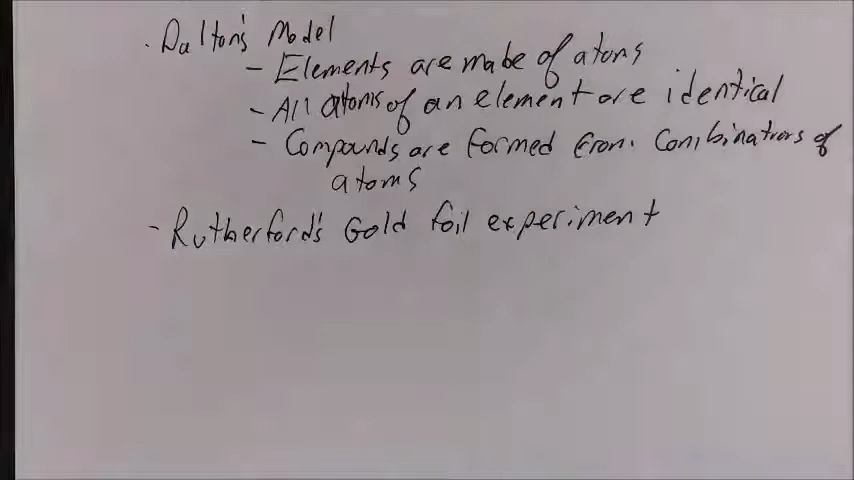 . Dalton's Model
- Elements are made of atoms
- All atoms of an element are identical
- Compounds are formed from combinations of
atoms
- Rutherford's Gold foil experiment